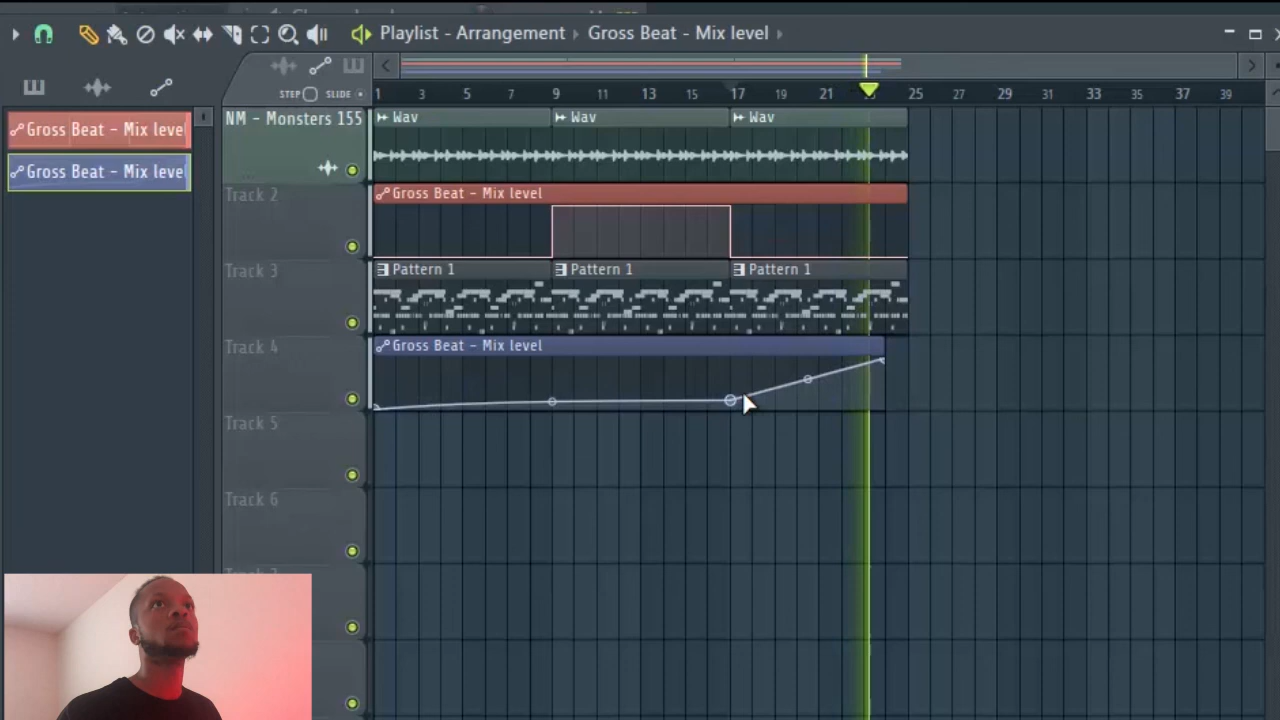 Playlist - Arrangement › Gross Beat - Mix level ›
STEP SLIDE
1 3 5 7 9 11 13 15 17 19 21 23 25 27 29 31 33 35 37 39
Gross Beat - Mix level
Gross Beat - Mix level
NM - Monsters 155
Wav Wav Wav
Track 2
Gross Beat - Mix level
Track 3
Pattern 1 Pattern 1 Pattern 1
Track 4
Gross Beat - Mix level
Track 5
Track 6